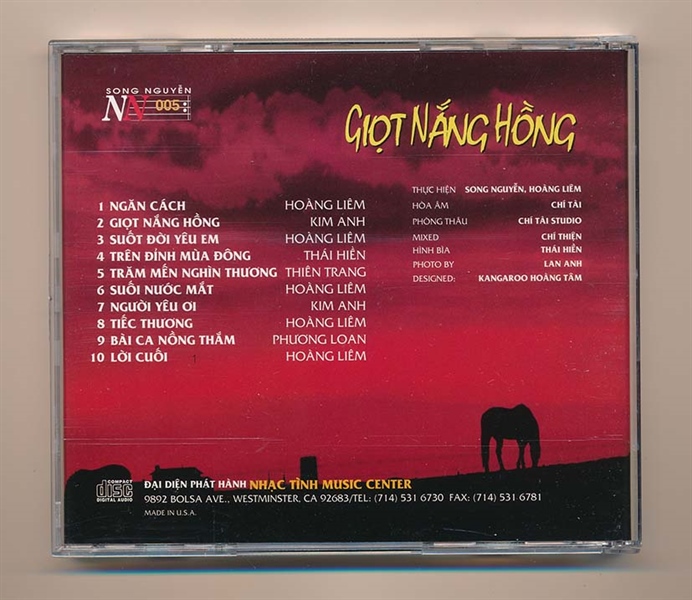 SONG NGUYỄN
NN 005
GIỌT NẮNG HỒNG
1 NGĂN CÁCH HOÀNG LIÊM
2 GIỌT NẮNG HỒNG KIM ANH
3 SUỐT ĐỜI YÊU EM HOÀNG LIÊM
4 TRÊN ĐỈNH MÙA ĐÔNG THÁI HIỀN
5 TRĂM MẾN NGHÌN THƯƠNG THIÊN TRANG
6 SUỐI NƯỚC MẮT HOÀNG LIÊM
7 NGƯỜI YÊU ƠI KIM ANH
8 TIẾC THƯƠNG HOÀNG LIÊM
9 BÀI CA NỒNG THẮM PHƯƠNG LOAN
10 LỜI CUỐI HOÀNG LIÊM
THỰC HIỆN SONG NGUYỄN, HOÀNG LIÊM
HÒA ÂM CHÍ TÀI
PHÒNG THÂU CHÍ TÀI STUDIO
MIXED CHÍ THIỆN
HÌNH BÌA THÁI HIỀN
PHOTO BY LAN ANH
DESIGNED: KANGAROO HOÀNG TÂM
COMPACT
disc
DIGITAL AUDIO
ĐẠI DIỆN PHÁT HÀNH NHẠC TÌNH MUSIC CENTER
9892 BOLSA AVE., WESTMINSTER, CA 92683/TEL: (714) 531 6730 FAX: (714) 531 6781
MADE IN U.S.A.